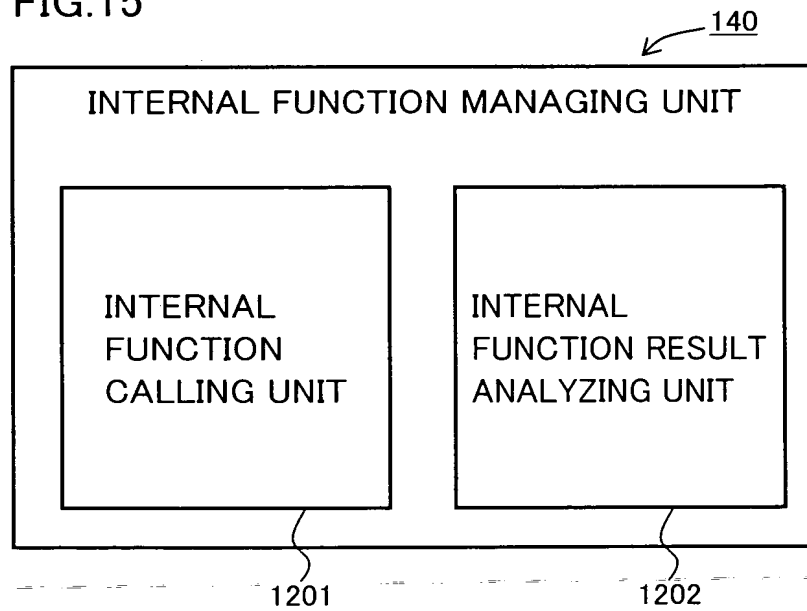 FIG.15
140
INTERNAL FUNCTION MANAGING UNIT
INTERNAL
FUNCTION
CALLING UNIT
INTERNAL
FUNCTION RESULT
ANALYZING UNIT
1201
1202